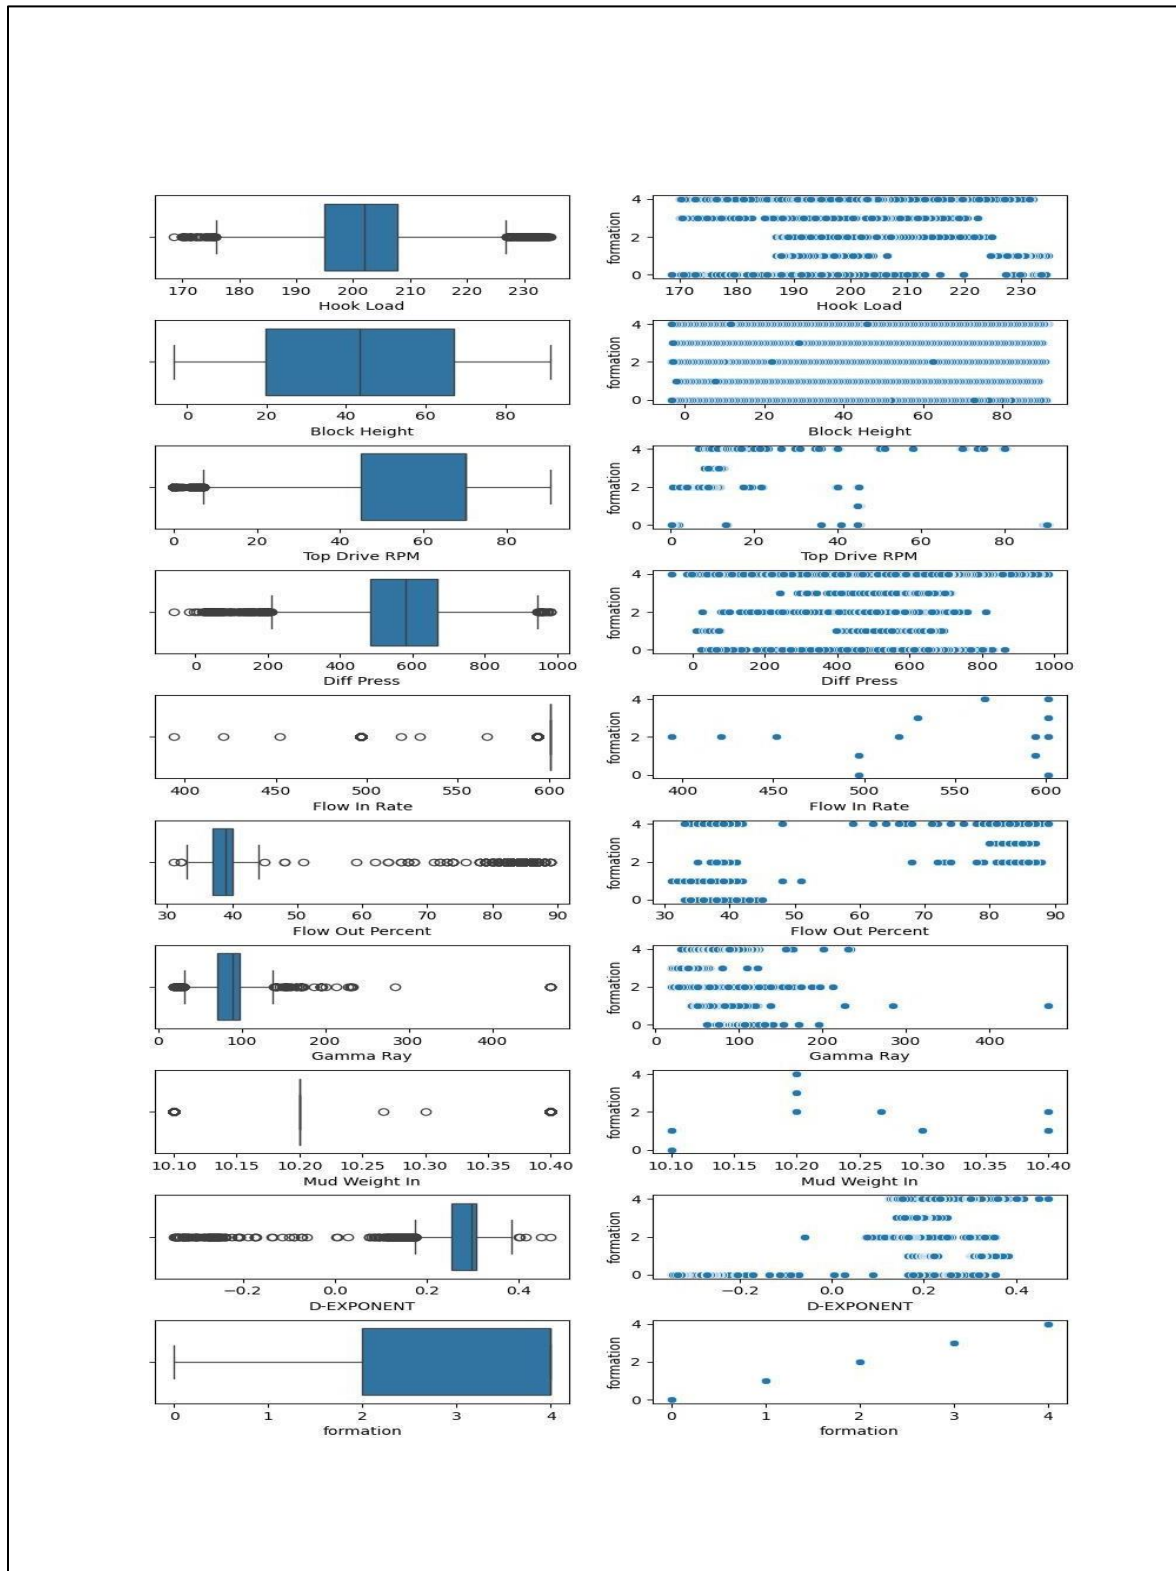 170 180 190 200 210 220 230
Hook Load
4
2
0
formation
170 180 190 200 210 220 230
Hook Load
0 20 40 60 80
Block Height
4
2
0
formation
0 20 40 60 80
Block Height
0 20 40 60 80
Top Drive RPM
4
2
0
formation
0 20 40 60 80
Top Drive RPM
0 200 400 600 800 1000
Diff Press
4
2
0
formation
0 200 400 600 800 1000
Diff Press
400 450 500 550 600
Flow In Rate
4
2
0
formation
400 450 500 550 600
Flow In Rate
30 40 50 60 70 80 90
Flow Out Percent
4
2
0
formation
30 40 50 60 70 80 90
Flow Out Percent
0 100 200 300 400
Gamma Ray
4
2
0
formation
0 100 200 300 400
Gamma Ray
10.10 10.15 10.20 10.25 10.30 10.35 10.40
Mud Weight In
4
2
0
formation
10.10 10.15 10.20 10.25 10.30 10.35 10.40
Mud Weight In
−0.2 0.0 0.2 0.4
D-EXPONENT
4
2
0
formation
−0.2 0.0 0.2 0.4
D-EXPONENT
0 1 2 3 4
formation
4
2
0
formation
0 1 2 3 4
formation